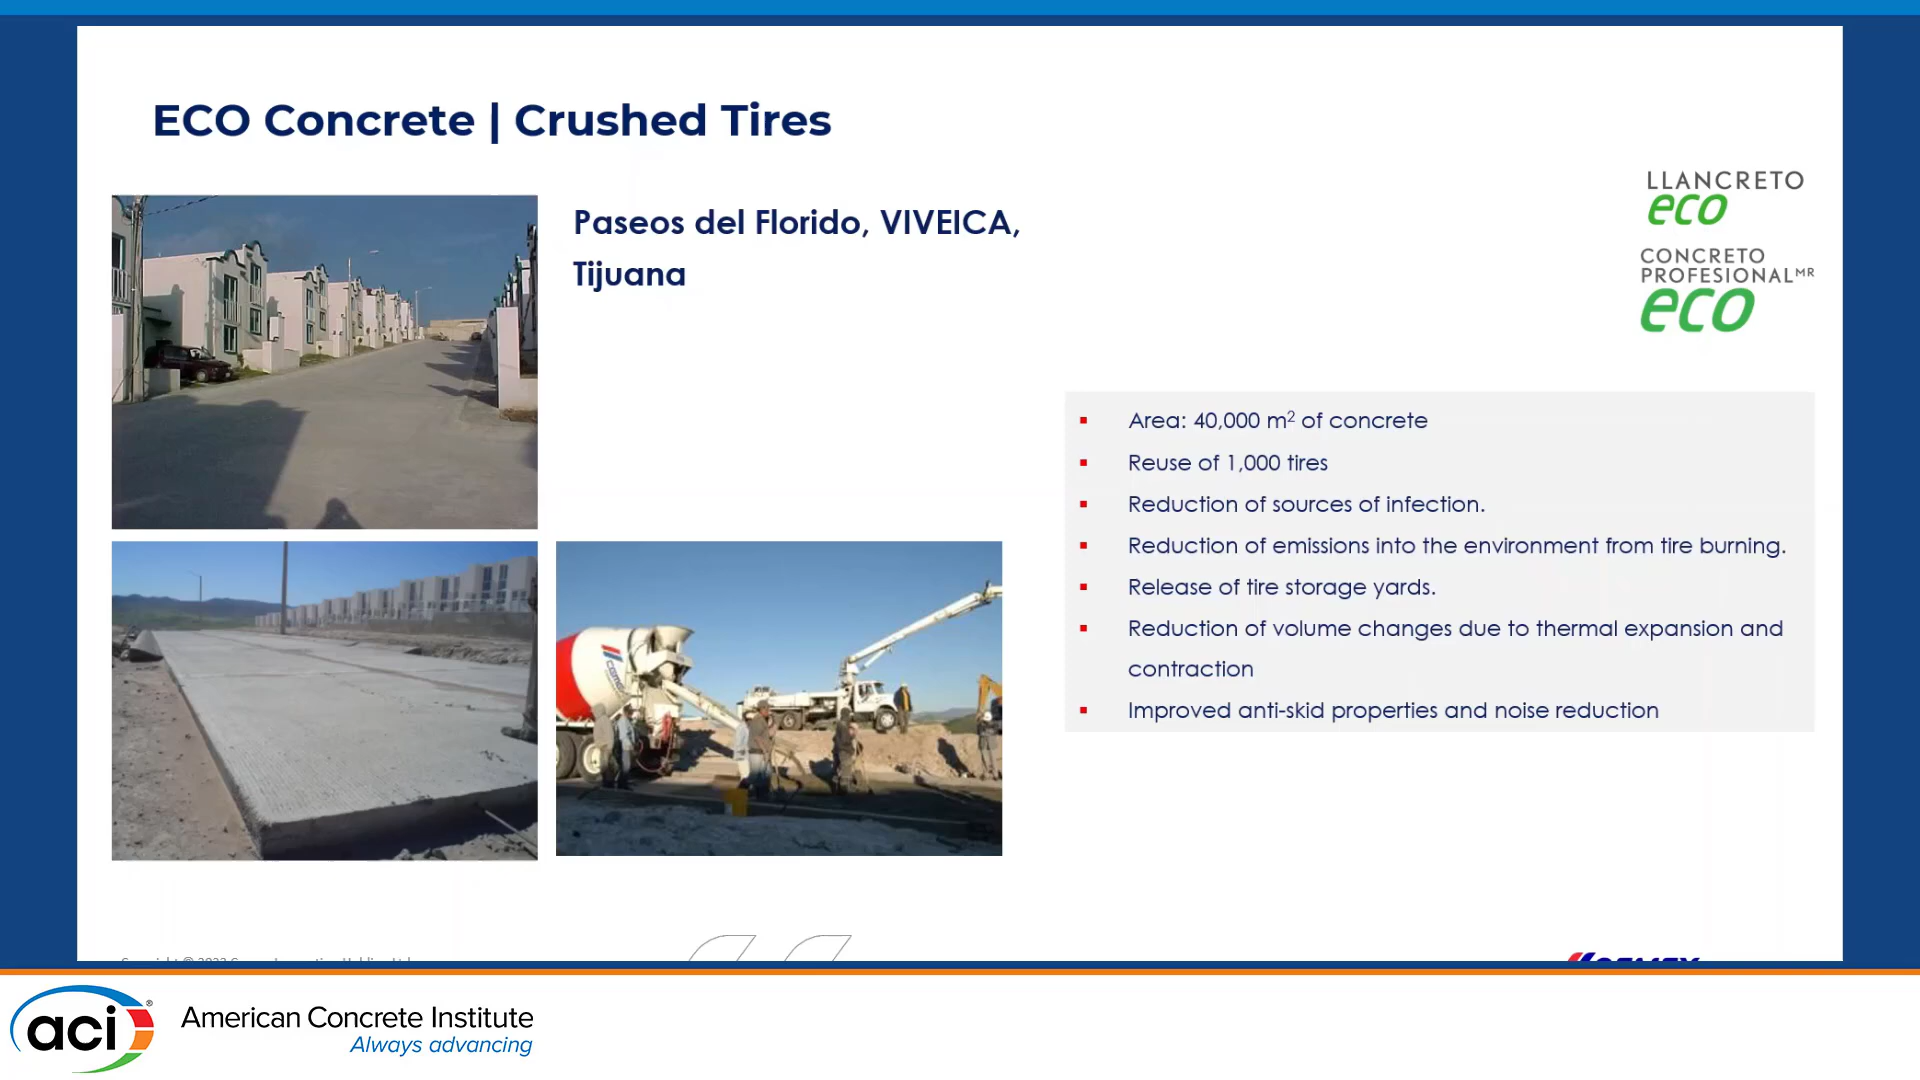 ECO Concrete | Crushed Tires
Paseos del Florido, VIVEICA,
Tijuana
LLANCRETO
eco
CONCRETO
PROFESIONALMR
eco
▪ Area: 40,000 m² of concrete
▪ Reuse of 1,000 tires
▪ Reduction of sources of infection.
▪ Reduction of emissions into the environment from tire burning.
▪ Release of tire storage yards.
▪ Reduction of volume changes due to thermal expansion and
contraction
▪ Improved anti-skid properties and noise reduction
CEMEX
aci®
American Concrete Institute
Always advancing